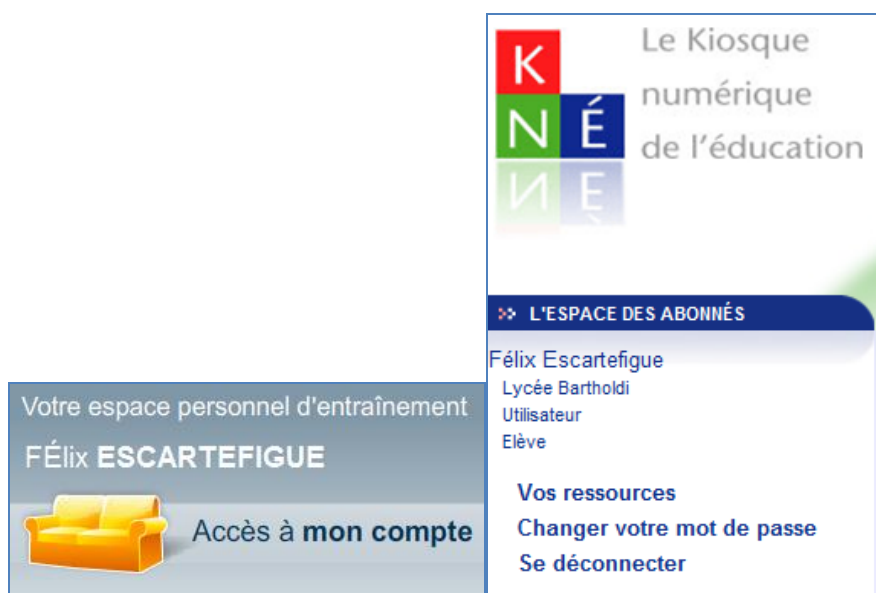 Votre espace personnel d'entraînement
FÉlix ESCARTEFIGUE
Accès à mon compte
K
NÉ
Le Kiosque
numérique
de l'éducation
L'ESPACE DES ABONNÉS
Félix Escartefigue
Lycée Bartholdi
Utilisateur
Elève
Vos ressources
Changer votre mot de passe
Se déconnecter